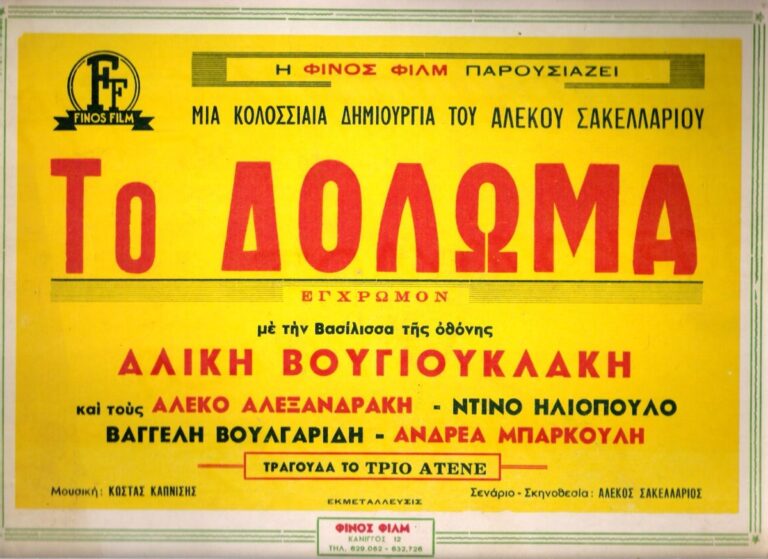 FF
FINOS FILM
Η ΦΙΝΟΣ ΦΙΛΜ ΠΑΡΟΥΣΙΑΖΕΙ
ΜΙΑ ΚΟΛΟΣΣΙΑΙΑ ΔΗΜΙΟΥΡΓΙΑ ΤΟΥ ΑΛΕΚΟΥ ΣΑΚΕΛΛΑΡΙΟΥ
Το ΔΟΛΩΜΑ
ΕΓΧΡΩΜΟΝ
μὲ τὴν Βασίλισσα τῆς ὀθόνης
ΑΛΙΚΗ ΒΟΥΓΙΟΥΚΛΑΚΗ
καὶ τοὺς ΑΛΕΚΟ ΑΛΕΞΑΝΔΡΑΚΗ - ΝΤΙΝΟ ΗΛΙΟΠΟΥΛΟ
ΒΑΓΓΕΛΗ ΒΟΥΛΓΑΡΙΔΗ - ΑΝΔΡΕΑ ΜΠΑΡΚΟΥΛΗ
ΤΡΑΓΟΥΔΑ ΤΟ ΤΡΙΟ ΑΤΕΝΕ
Μουσική: ΚΩΣΤΑΣ ΚΑΠΝΙΣΗΣ
Σενάριο - Σκηνοθεσία: ΑΛΕΚΟΣ ΣΑΚΕΛΛΑΡΙΟΣ
ΕΚΜΕΤΑΛΛΕΥΣΙΣ
ΦΙΝΟΣ ΦΙΛΜ
ΚΑΝΙΓΓΟΣ 12
ΤΗΛ. 629.062 - 632.726